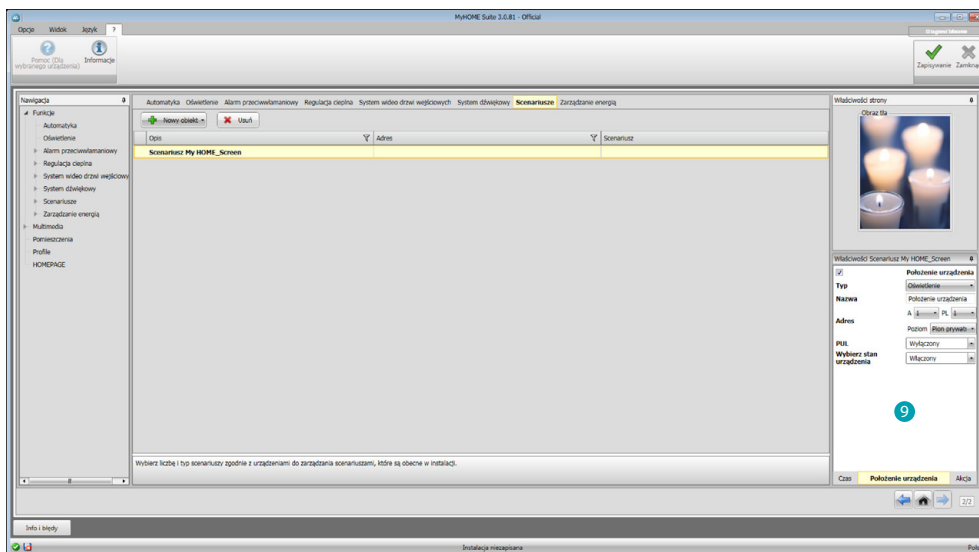 MyHOME Suite 3.0.81 - Official
Opcje Widok Język ?
Pomoc (Dla wybranego urządzenia)
Informacje
Zapisywanie Zamkną
Nawigacja
Funkcje
Automatyka
Oświetlenie
Alarm przeciwwłamaniowy
Regulacja cieplna
System wideo drzwi wejściowy
System dźwiękowy
Scenariusze
Zarządzanie energią
Multimedia
Pomieszczenia
Profile
HOMEPAGE
Automatyka Oświetlenie Alarm przeciwwłamaniowy Regulacja cieplna System wideo drzwi wejściowych System dźwiękowy Scenariusze Zarządzanie energią
Nowy obiekt Usuń
Opis Adres Scenariusz
Scenariusz My HOME_Screen
Wybierz liczbę i typ scenariuszy zgodnie z urządzeniami do zarządzania scenariuszami, które są obecne w instalacji.
Właściwości strony
Obraz tła
Właściwości Scenariusz My HOME_Screen
Położenie urządzenia
Typ Oświetlenie
Nazwa Położenie urządzenia
Adres A 1 PL 1
Poziom Pion prywatn
PUL Wyłączony
Wybierz stan urządzenia Włączony
9
Czas Położenie urządzenia Akcja
2/2
Info i błędy
Instalacja niezapisana